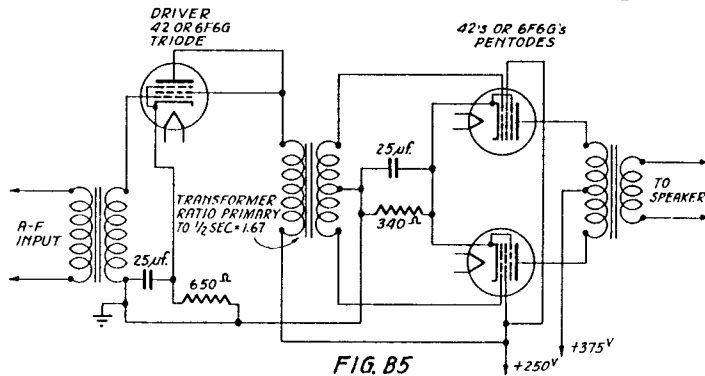 DRIVER
42 OR 6F6G
TRIODE
42's OR 6F6G's
PENTODES
25μf.
TRANSFORMER
RATIO PRIMARY
TO ½ SEC = 1.67
340 Ω
A-F
INPUT
25μf.
650 Ω
TO
SPEAKER
+375V
+250V
FIG. B5